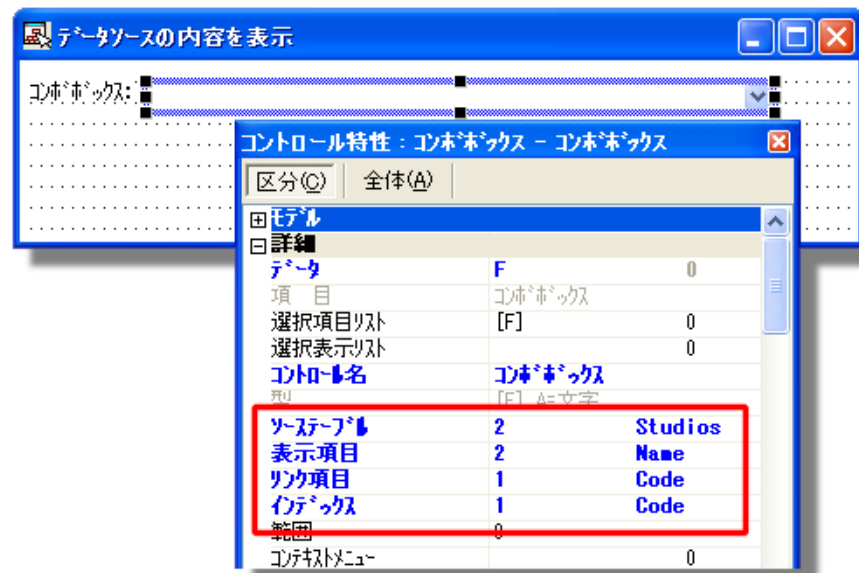 データソースの内容を表示
コンボボックス:
コントロール特性:コンボボックス - コンボボックス
区分(C) 全体(A)
モデル
詳細
データ F 0
項 目 コンボボックス
選択項目リスト [F] 0
選択表示リスト 0
コントロール名 コンボボックス
型 [F] A=文字
ソーステーブル 2 Studios
表示項目 2 Name
リンク項目 1 Code
インデックス 1 Code
範囲 0
コンテキストメニュー 0